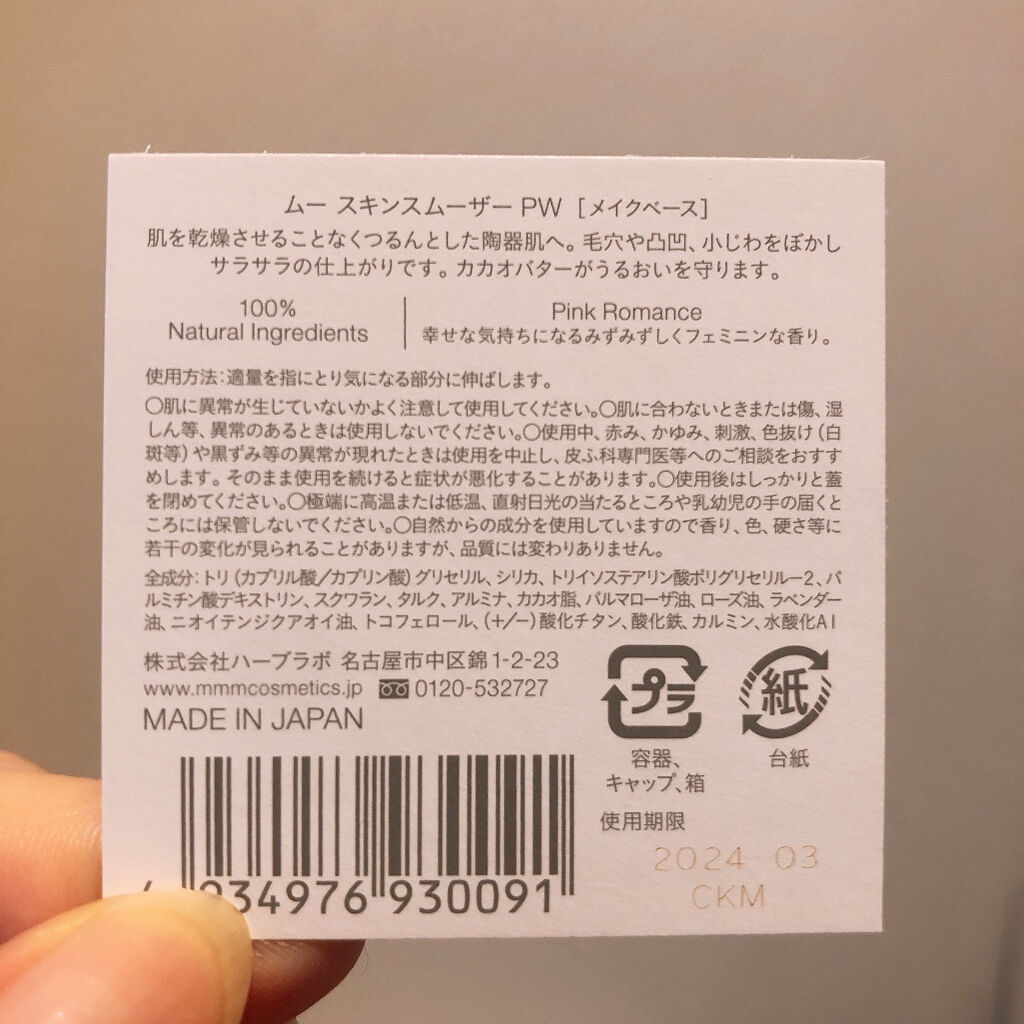 ムー スキンスムーザー PW [メイクベース]
肌を乾燥させることなくつるんとした陶器肌へ。毛穴や凸凹、小じわをぼかし
サラサラの仕上がりです。カカオバターがうるおいを守ります。
100%
Natural Ingredients
Pink Romance
幸せな気持ちになるみずみずしくフェミニンな香り。
使用方法:適量を指にとり気になる部分に伸ばします。
〇肌に異常が生じていないかよく注意して使用してください。〇肌に合わないときまたは傷、湿
しん等、異常のあるときは使用しないでください。〇使用中、赤み、かゆみ、刺激、色抜け(白
斑等)や黒ずみ等の異常が現れたときは使用を中止し、皮ふ科専門医等へのご相談をおすす
めします。そのまま使用を続けると症状が悪化することがあります。〇使用後はしっかりと蓋
を閉めてください。〇極端に高温または低温、直射日光の当たるところや乳幼児の手の届くと
ころには保管しないでください。〇自然からの成分を使用していますので香り、色、硬さ等に
若干の変化が見られることがありますが、品質には変わりありません。
全成分:トリ(カプリル酸/カプリン酸)グリセリル、シリカ、トリイソステアリン酸ポリグリセリル-2、パ
ルミチン酸デキストリン、スクワラン、タルク、アルミナ、カカオ脂、パルマローザ油、ローズ油、ラベンダー
油、ニオイテンジクアオイ油、トコフェロール、(+/-)酸化チタン、酸化鉄、カルミン、水酸化Al
株式会社ハーブラボ 名古屋市中区錦1-2-23
www.mmmcosmetics.jp 0120-532727
MADE IN JAPAN
プラ
容器、
キャップ、箱
紙
台紙
使用期限
2024 03
CKM
934976 930091